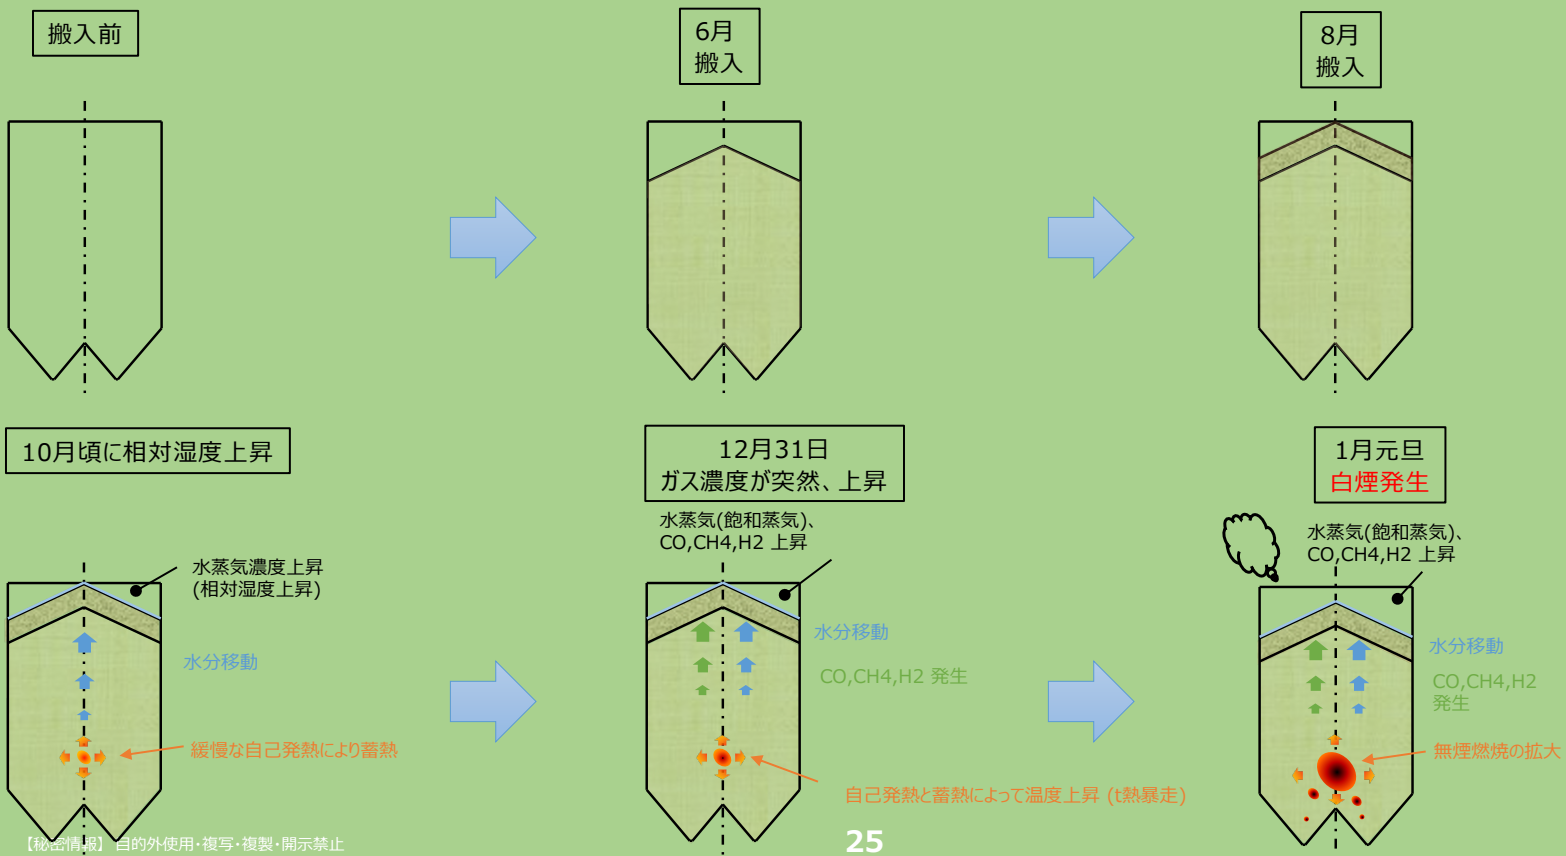 搬入前
6月
搬入
8月
搬入
10月頃に相対湿度上昇
12月31日
ガス濃度が突然、上昇
1月元旦
白煙発生
水蒸気濃度上昇
(相対湿度上昇)
水分移動
緩慢な自己発熱により蓄熱
水蒸気(飽和蒸気)、
CO,CH4,H2 上昇
水分移動
CO,CH4,H2 発生
自己発熱と蓄熱によって温度上昇 (t熱暴走)
水蒸気(飽和蒸気)、
CO,CH4,H2 上昇
水分移動
CO,CH4,H2
発生
無煙燃焼の拡大
【秘密情報】 目的外使用・複写・複製・開示禁止
25